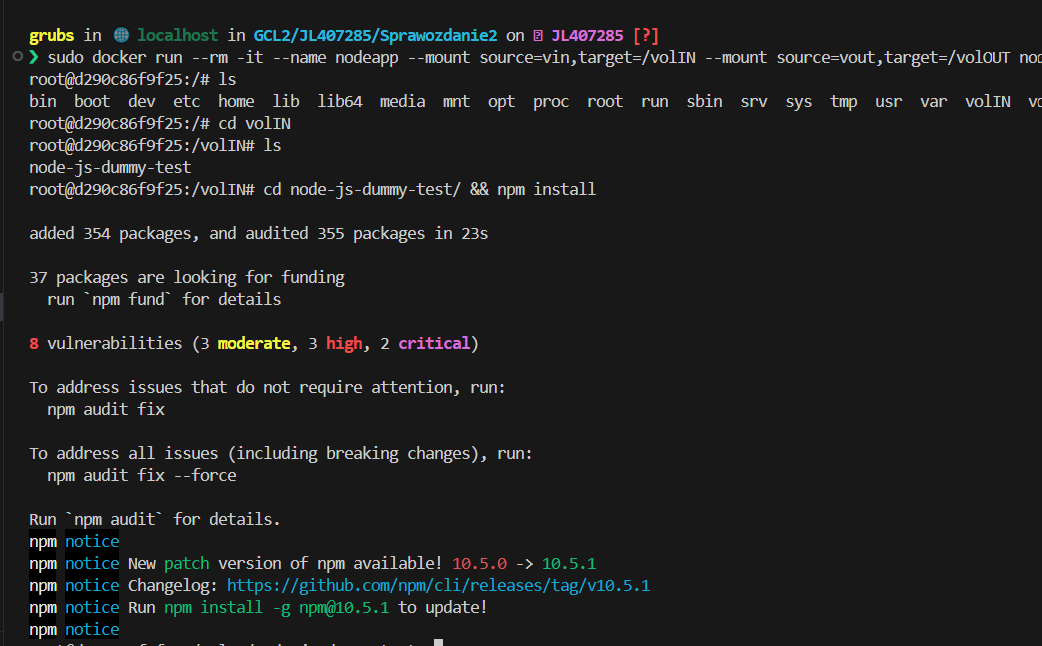 grubs in 🌐 localhost in GCL2/JL407285/Sprawozdanie2 on JL407285 [?]
❯ sudo docker run --rm -it --name nodeapp --mount source=vin,target=/volIN --mount source=vout,target=/volOUT
root@d290c86f9f25:/# ls
bin boot dev etc home lib lib64 media mnt opt proc root run sbin srv sys tmp usr var volIN
root@d290c86f9f25:/# cd volIN
root@d290c86f9f25:/volIN# ls
node-js-dummy-test
root@d290c86f9f25:/volIN# cd node-js-dummy-test/ && npm install
added 354 packages, and audited 355 packages in 23s
37 packages are looking for funding
run `npm fund` for details
8 vulnerabilities (3 moderate, 3 high, 2 critical)
To address issues that do not require attention, run:
npm audit fix
To address all issues (including breaking changes), run:
npm audit fix --force
Run `npm audit` for details.
npm notice
npm notice New patch version of npm available! 10.5.0 -> 10.5.1
npm notice Changelog: https://github.com/npm/cli/releases/tag/v10.5.1
npm notice Run npm install -g npm@10.5.1 to update!
npm notice